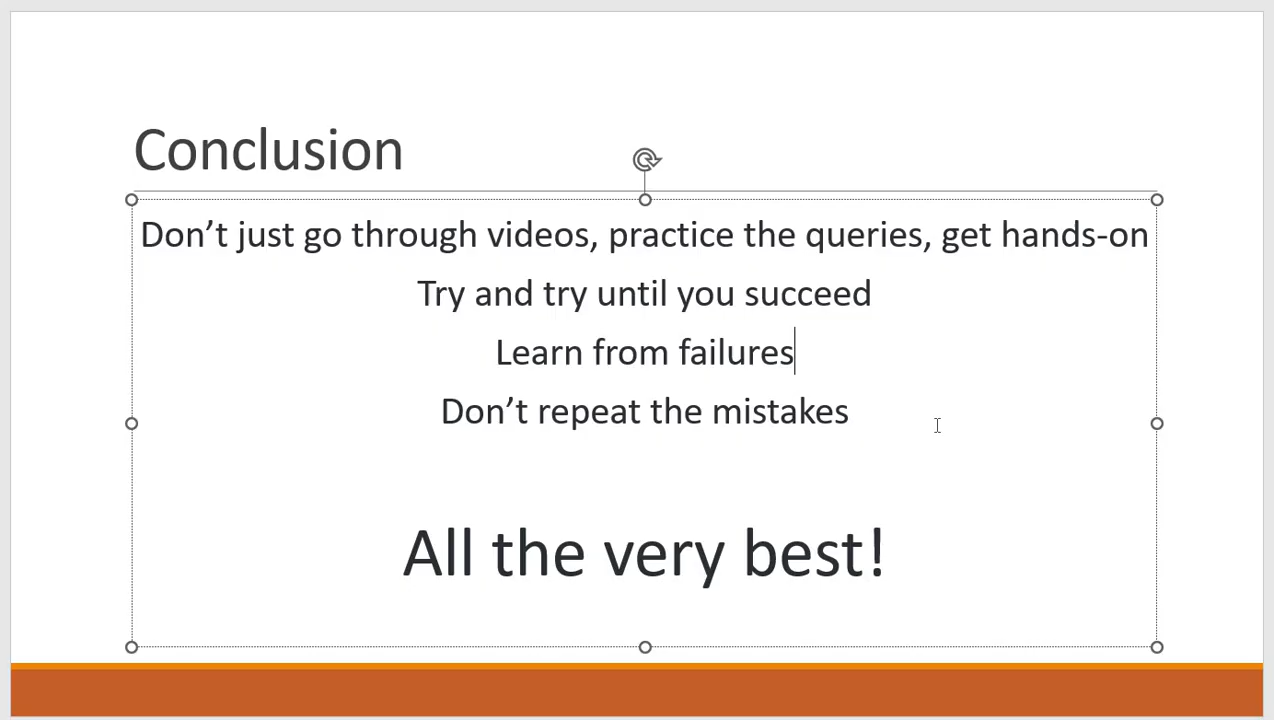 Conclusion
Don’t just go through videos, practice the queries, get hands-on
Try and try until you succeed
Learn from failures
Don’t repeat the mistakes
All the very best!